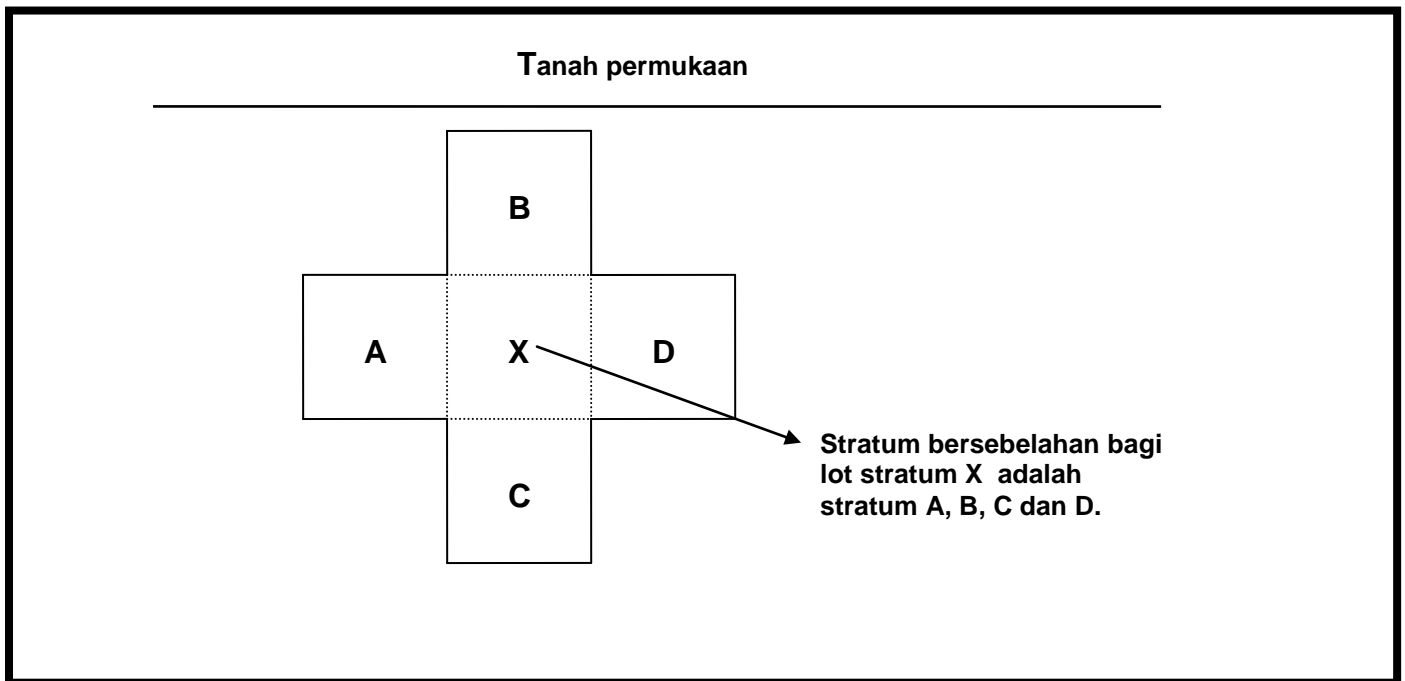 Tanah permukaan
B
A X D
Stratum bersebelahan bagi
lot stratum X adalah
stratum A, B, C dan D.
C